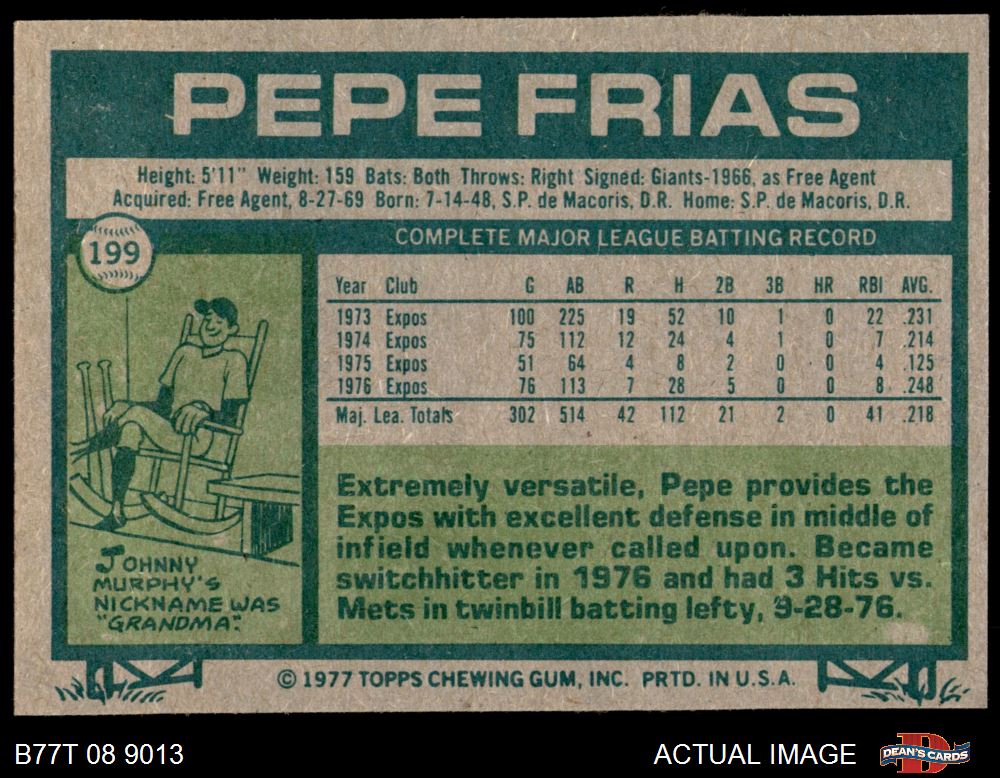 PEPE FRIAS
Height: 5'11" Weight: 159 Bats: Both Throws: Right Signed: Giants-1966, as Free Agent
Acquired: Free Agent, 8-27-69 Born: 7-14-48, S.P. de Macoris, D.R. Home: S.P. de Macoris, D.R.
199
COMPLETE MAJOR LEAGUE BATTING RECORD
Year Club G AB R H 2B 3B HR RBI AVG.
1973 Expos 100 225 19 52 10 1 0 22 .231
1974 Expos 75 112 12 24 4 1 0 7 .214
1975 Expos 51 64 4 8 2 0 0 4 .125
1976 Expos 76 113 7 28 5 0 0 8 .248
Maj. Lea. Totals 302 514 42 112 21 2 0 41 .218
Extremely versatile, Pepe provides the
Expos with excellent defense in middle of
infield whenever called upon. Became
switchhitter in 1976 and had 3 Hits vs.
Mets in twinbill batting lefty, 9-28-76.
JOHNNY
MURPHY'S
NICKNAME WAS
"GRANDMA".
© 1977 TOPPS CHEWING GUM, INC. PRTD. IN U.S.A.
B77T 08 9013
ACTUAL IMAGE
D
DEAN'S CARDS